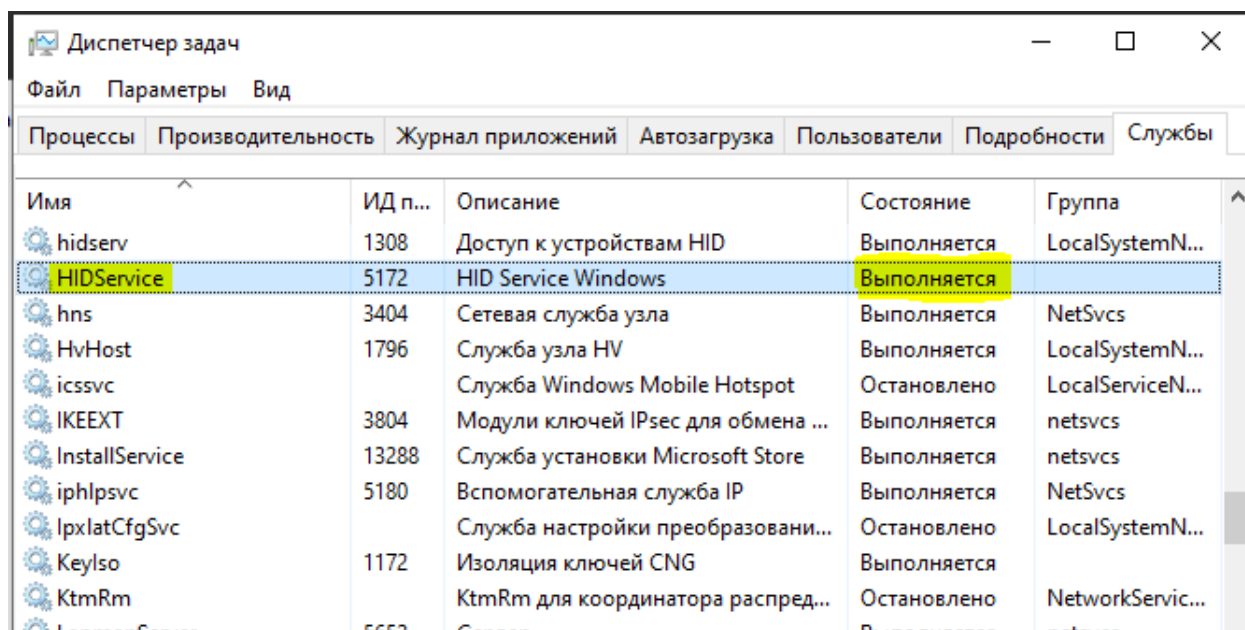 Диспетчер задач
Файл Параметры Вид
Процессы Производительность Журнал приложений Автозагрузка Пользователи Подробности Службы
Имя ИД п... Описание Состояние Группа
hidserv 1308 Доступ к устройствам HID Выполняется LocalSystemN...
HIDService 5172 HID Service Windows Выполняется
hns 3404 Сетевая служба узла Выполняется NetSvcs
HvHost 1796 Служба узла HV Выполняется LocalSystemN...
icssvc Служба Windows Mobile Hotspot Остановлено LocalServiceN...
IKEEXT 3804 Модули ключей IPsec для обмена ... Выполняется netsvcs
InstallService 13288 Служба установки Microsoft Store Выполняется netsvcs
iphlpsvc 5180 Вспомогательная служба IP Выполняется NetSvcs
IpxlatCfgSvc Служба настройки преобразовани... Остановлено LocalSystemN...
KeyIso 1172 Изоляция ключей CNG Выполняется
KtmRm KtmRm для координатора распред... Остановлено NetworkServic...